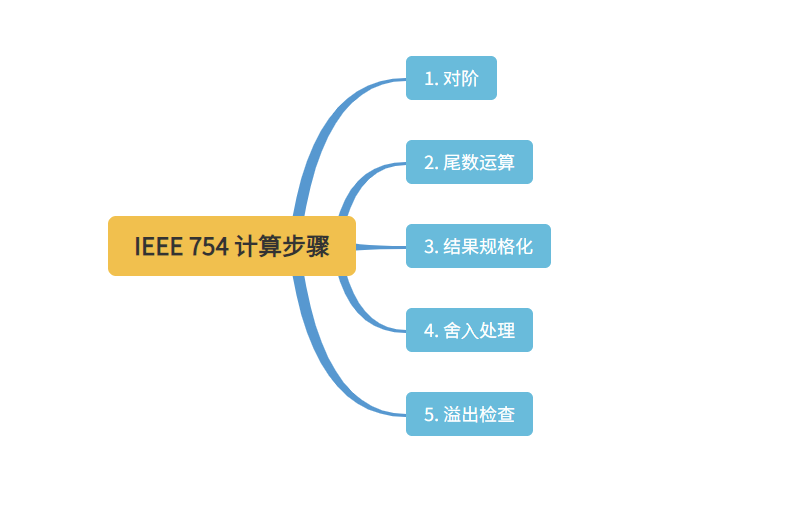 IEEE 754 计算步骤
1. 对阶
2. 尾数运算
3. 结果规格化
4. 舍入处理
5. 溢出检查